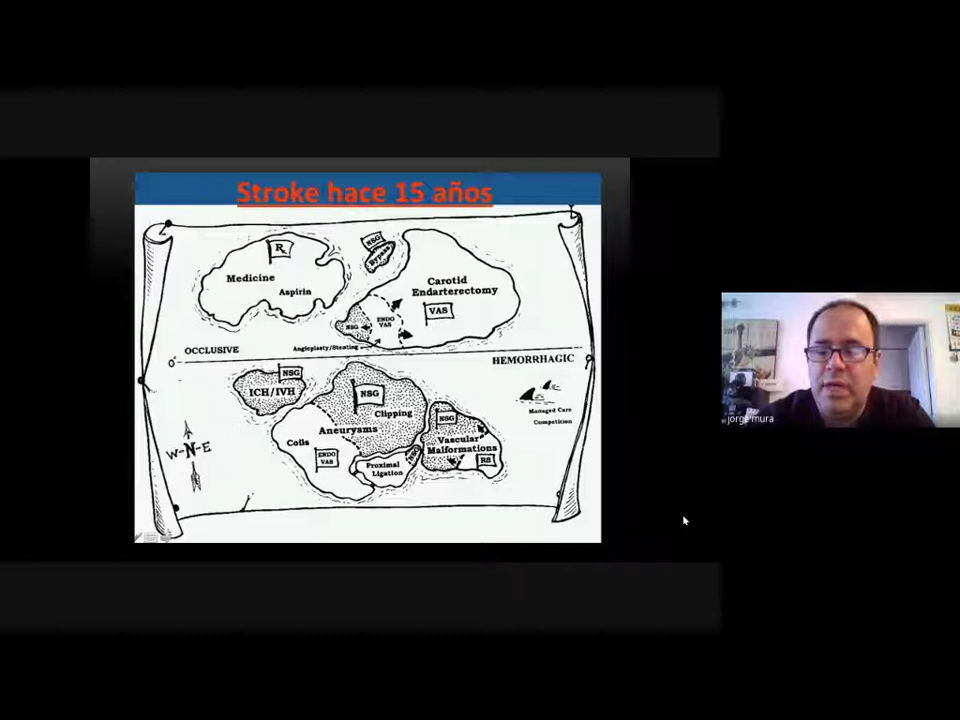 Stroke hace 15 años
R
Medicine
Aspirin
NSG
Bypass
Carotid
Endarterectomy
VAS
NSG
ENDO
VAS
Angioplasty/Stenting
OCCLUSIVE
0°
HEMORRHAGIC
NSG
ICH/IVH
NSG
Clipping
Aneurysms
Coils
ENDO
VAS
Proximal
Ligation
NSG
NSG
Vascular
Malformations
RS
Managed Care
Competition
W-N-E
jorge mura